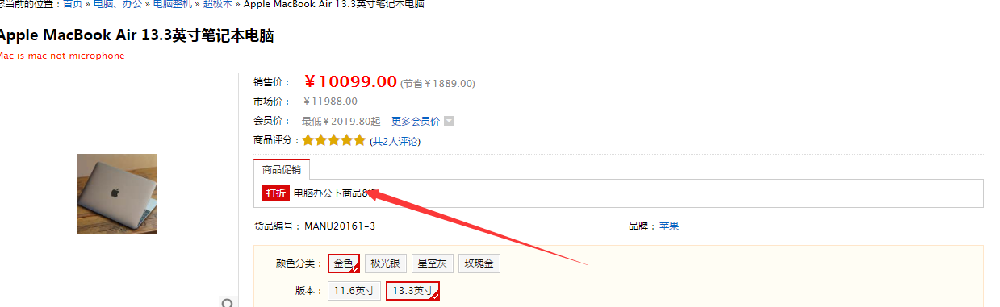 您当前的位置：首页 » 电脑、办公 » 电脑整机 » 超极本 » Apple MacBook Air 13.3英寸笔记本电脑
Apple MacBook Air 13.3英寸笔记本电脑
Mac is mac not microphone
销售价： ￥10099.00 (节省￥1889.00)
市场价： ￥11988.00
会员价： 最低￥2019.80起 更多会员价
商品评分： (共2人评论)
商品促销
打折 电脑办公下商品8
货品编号：MANU20161-3 品牌：苹果
颜色分类： 金色 极光银 星空灰 玫瑰金
版本： 11.6英寸 13.3英寸